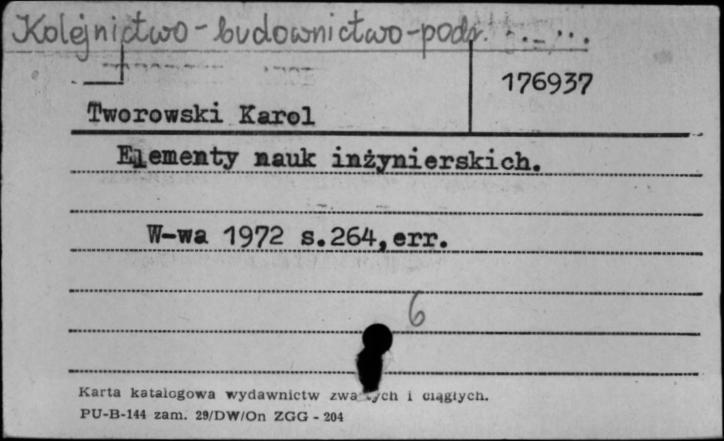 Kolejnictwo - budownictwo - podr.
176937
Tworowski Karol
Elementy nauk inżynierskich.
W-wa 1972 s.264,err.
6
Karta katalogowa wydawnictw zwartych i ciągłych.
PU-B-144 zam. 29/DW/On ZGG - 204